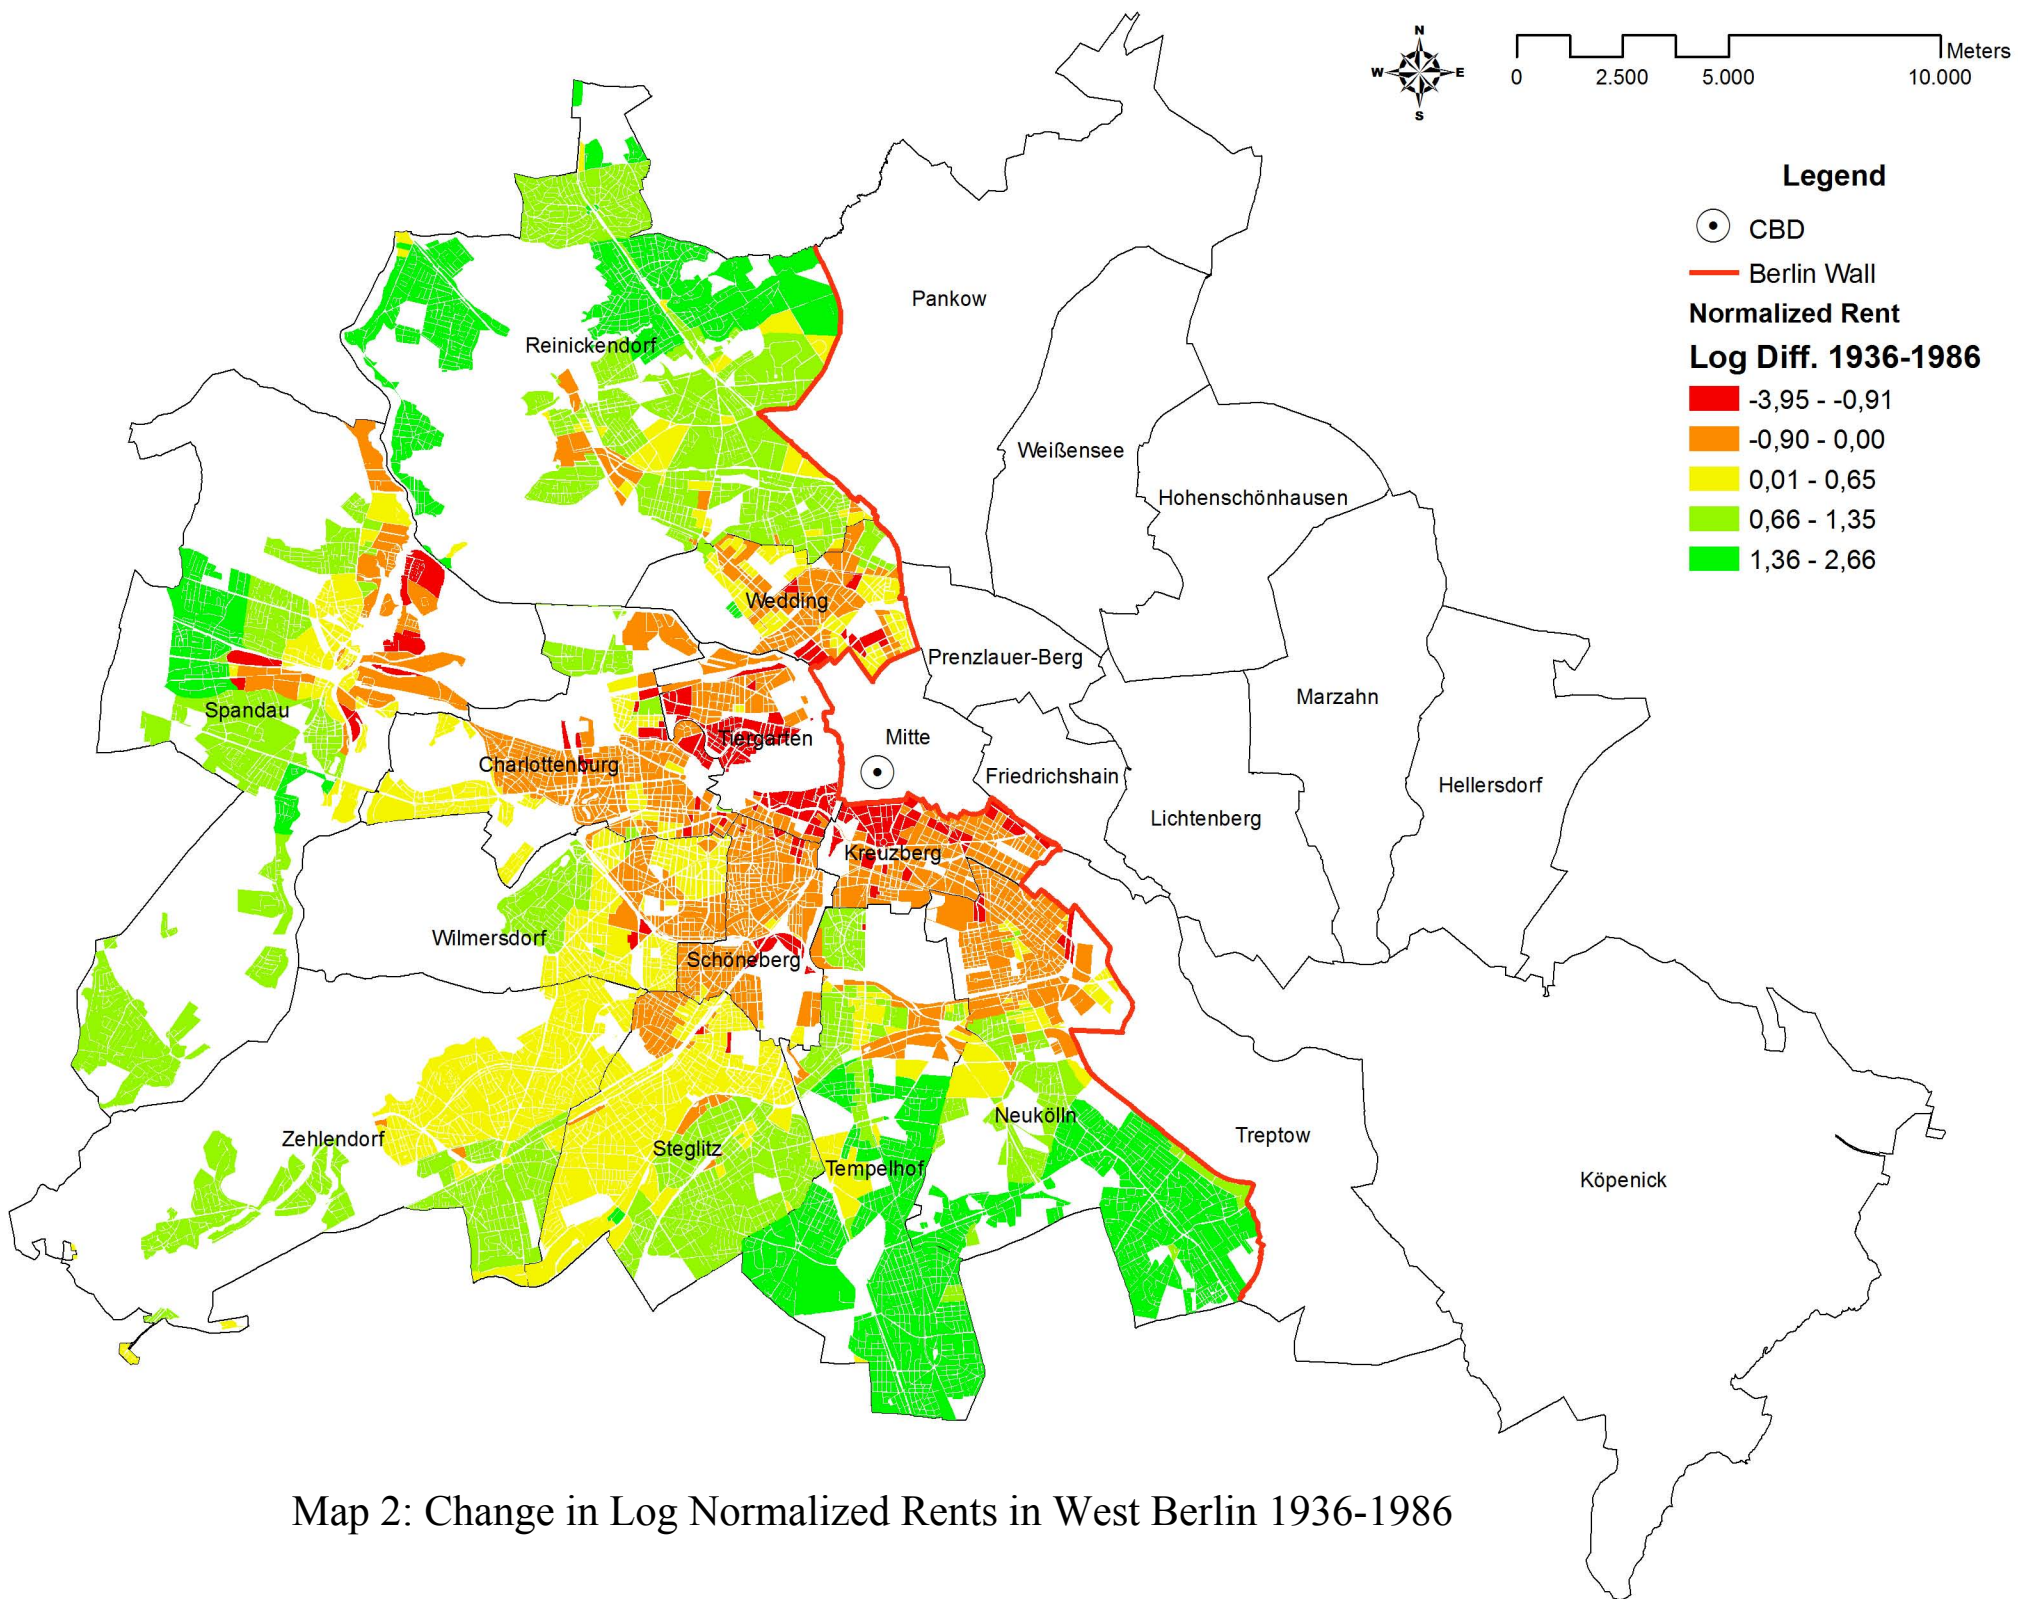 N
W E
S
Meters
0 2.500 5.000 10.000
Legend
CBD
Berlin Wall
Normalized Rent
Log Diff. 1936-1986
-3,95 - -0,91
-0,90 - 0,00
0,01 - 0,65
0,66 - 1,35
1,36 - 2,66
Pankow
Reinickendorf
Weißensee
Hohenschönhausen
Wedding
Prenzlauer-Berg
Marzahn
Spandau
Tiergarten
Mitte
Charlottenburg
Friedrichshain
Hellersdorf
Lichtenberg
Kreuzberg
Wilmersdorf
Schöneberg
Neukölln
Treptow
Zehlendorf
Steglitz
Tempelhof
Köpenick
Map 2: Change in Log Normalized Rents in West Berlin 1936-1986